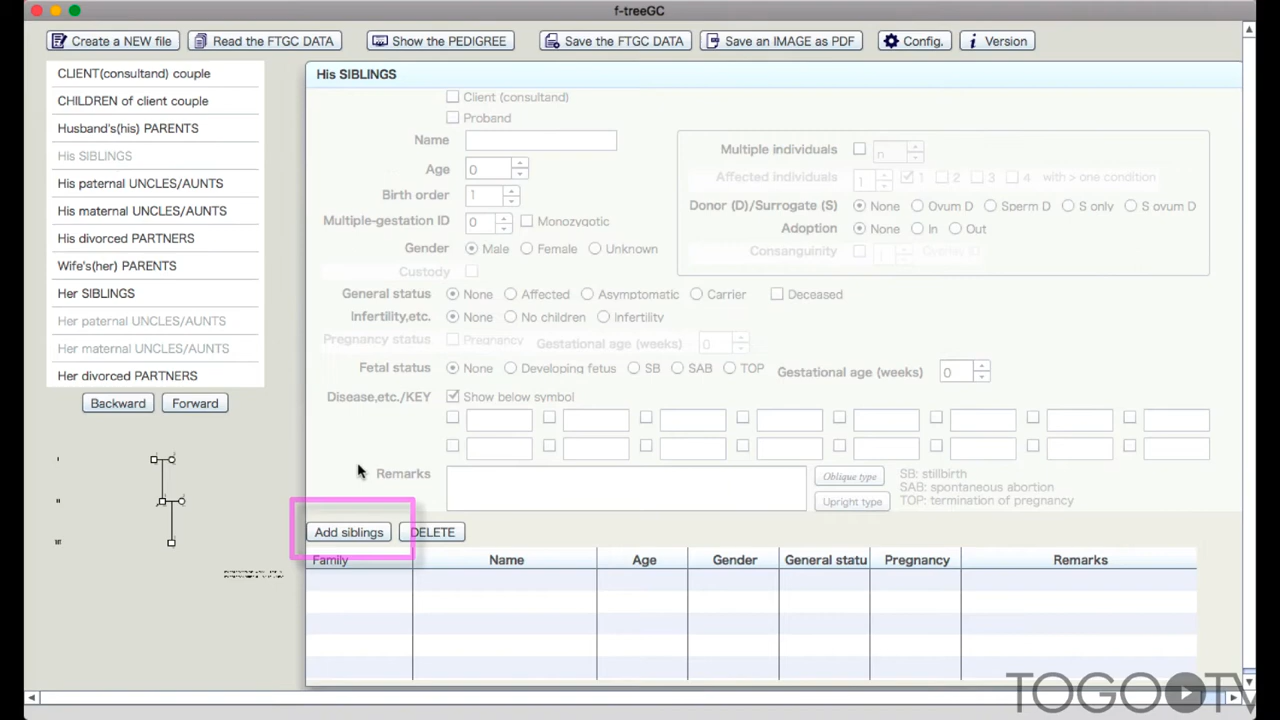 f-treeGC
Create a NEW file Read the FTGC DATA Show the PEDIGREE Save the FTGC DATA Save an IMAGE as PDF Config. Version
CLIENT(consultand) couple
CHILDREN of client couple
Husband's(his) PARENTS
His SIBLINGS
His paternal UNCLES/AUNTS
His maternal UNCLES/AUNTS
His divorced PARTNERS
Wife's(her) PARENTS
Her SIBLINGS
Her paternal UNCLES/AUNTS
Her maternal UNCLES/AUNTS
Her divorced PARTNERS
Backward Forward
I
II
III
His SIBLINGS
Client (consultand)
Proband
Name
Age 0
Birth order 1
Multiple-gestation ID 0 Monozygotic
Gender Male Female Unknown
Custody
Multiple individuals n
Affected individuals 1 1 2 3 4 with > one condition
Donor (D)/Surrogate (S) None Ovum D Sperm D S only S ovum D
Adoption None In Out
Consanguinity 1 Overlay ID
General status None Affected Asymptomatic Carrier Deceased
Infertility,etc. None No children Infertility
Pregnancy status Pregnancy Gestational age (weeks) 0
Fetal status None Developing fetus SB SAB TOP Gestational age (weeks) 0
Disease,etc./KEY Show below symbol
Remarks
Oblique type
Upright type
SB: stillbirth
SAB: spontaneous abortion
TOP: termination of pregnancy
Add siblings DELETE
Family Name Age Gender General statu Pregnancy Remarks
TOGO TV